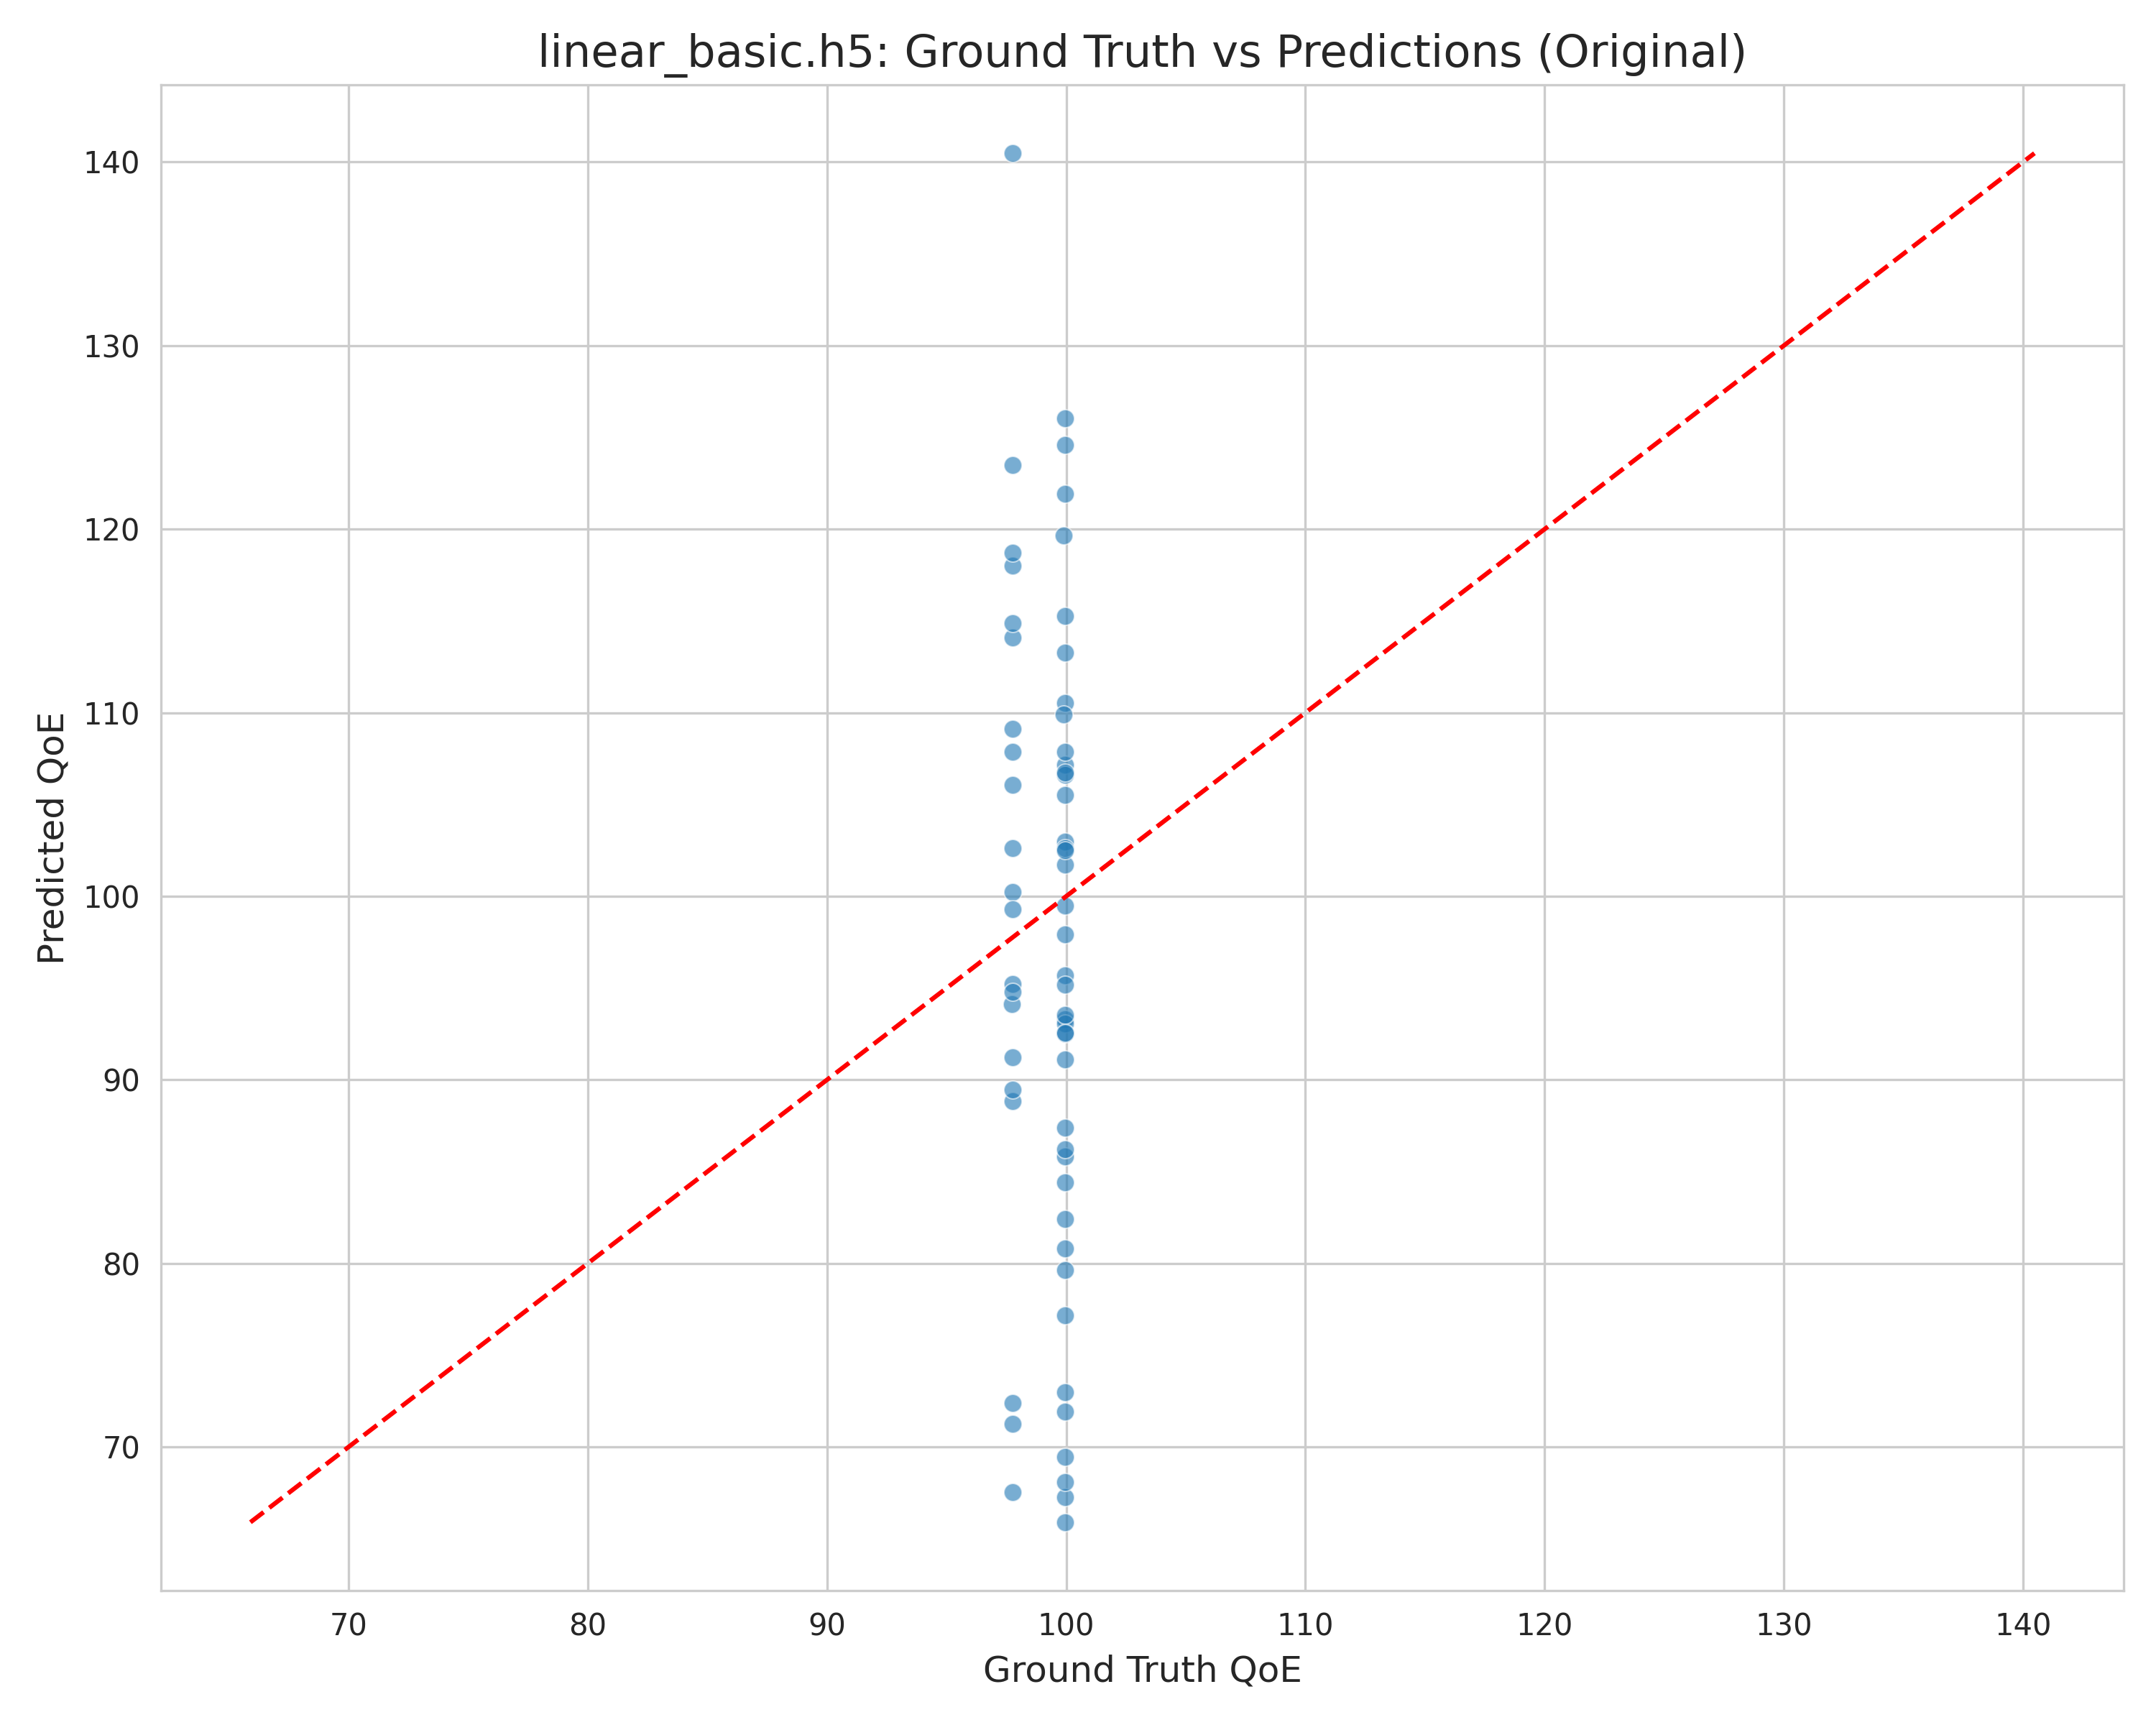 linear_basic.h5: Ground Truth vs Predictions (Original)
140
130
120
110
100
90
80
70
Predicted QoE
70 80 90 100 110 120 130 140
Ground Truth QoE